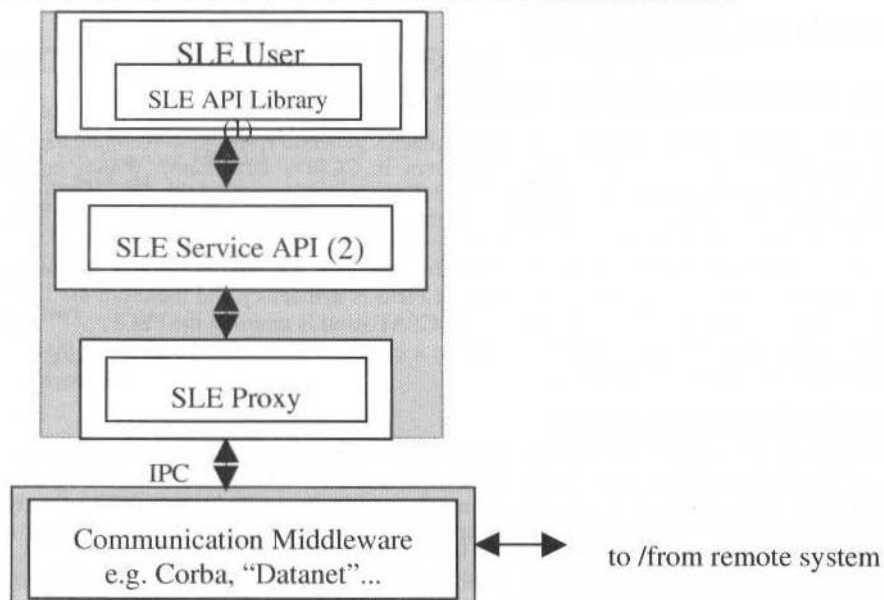 SLE User
SLE API Library
(1)
SLE Service API (2)
SLE Proxy
IPC
Communication Middleware
e.g. Corba, “Datanet”...
to /from remote system